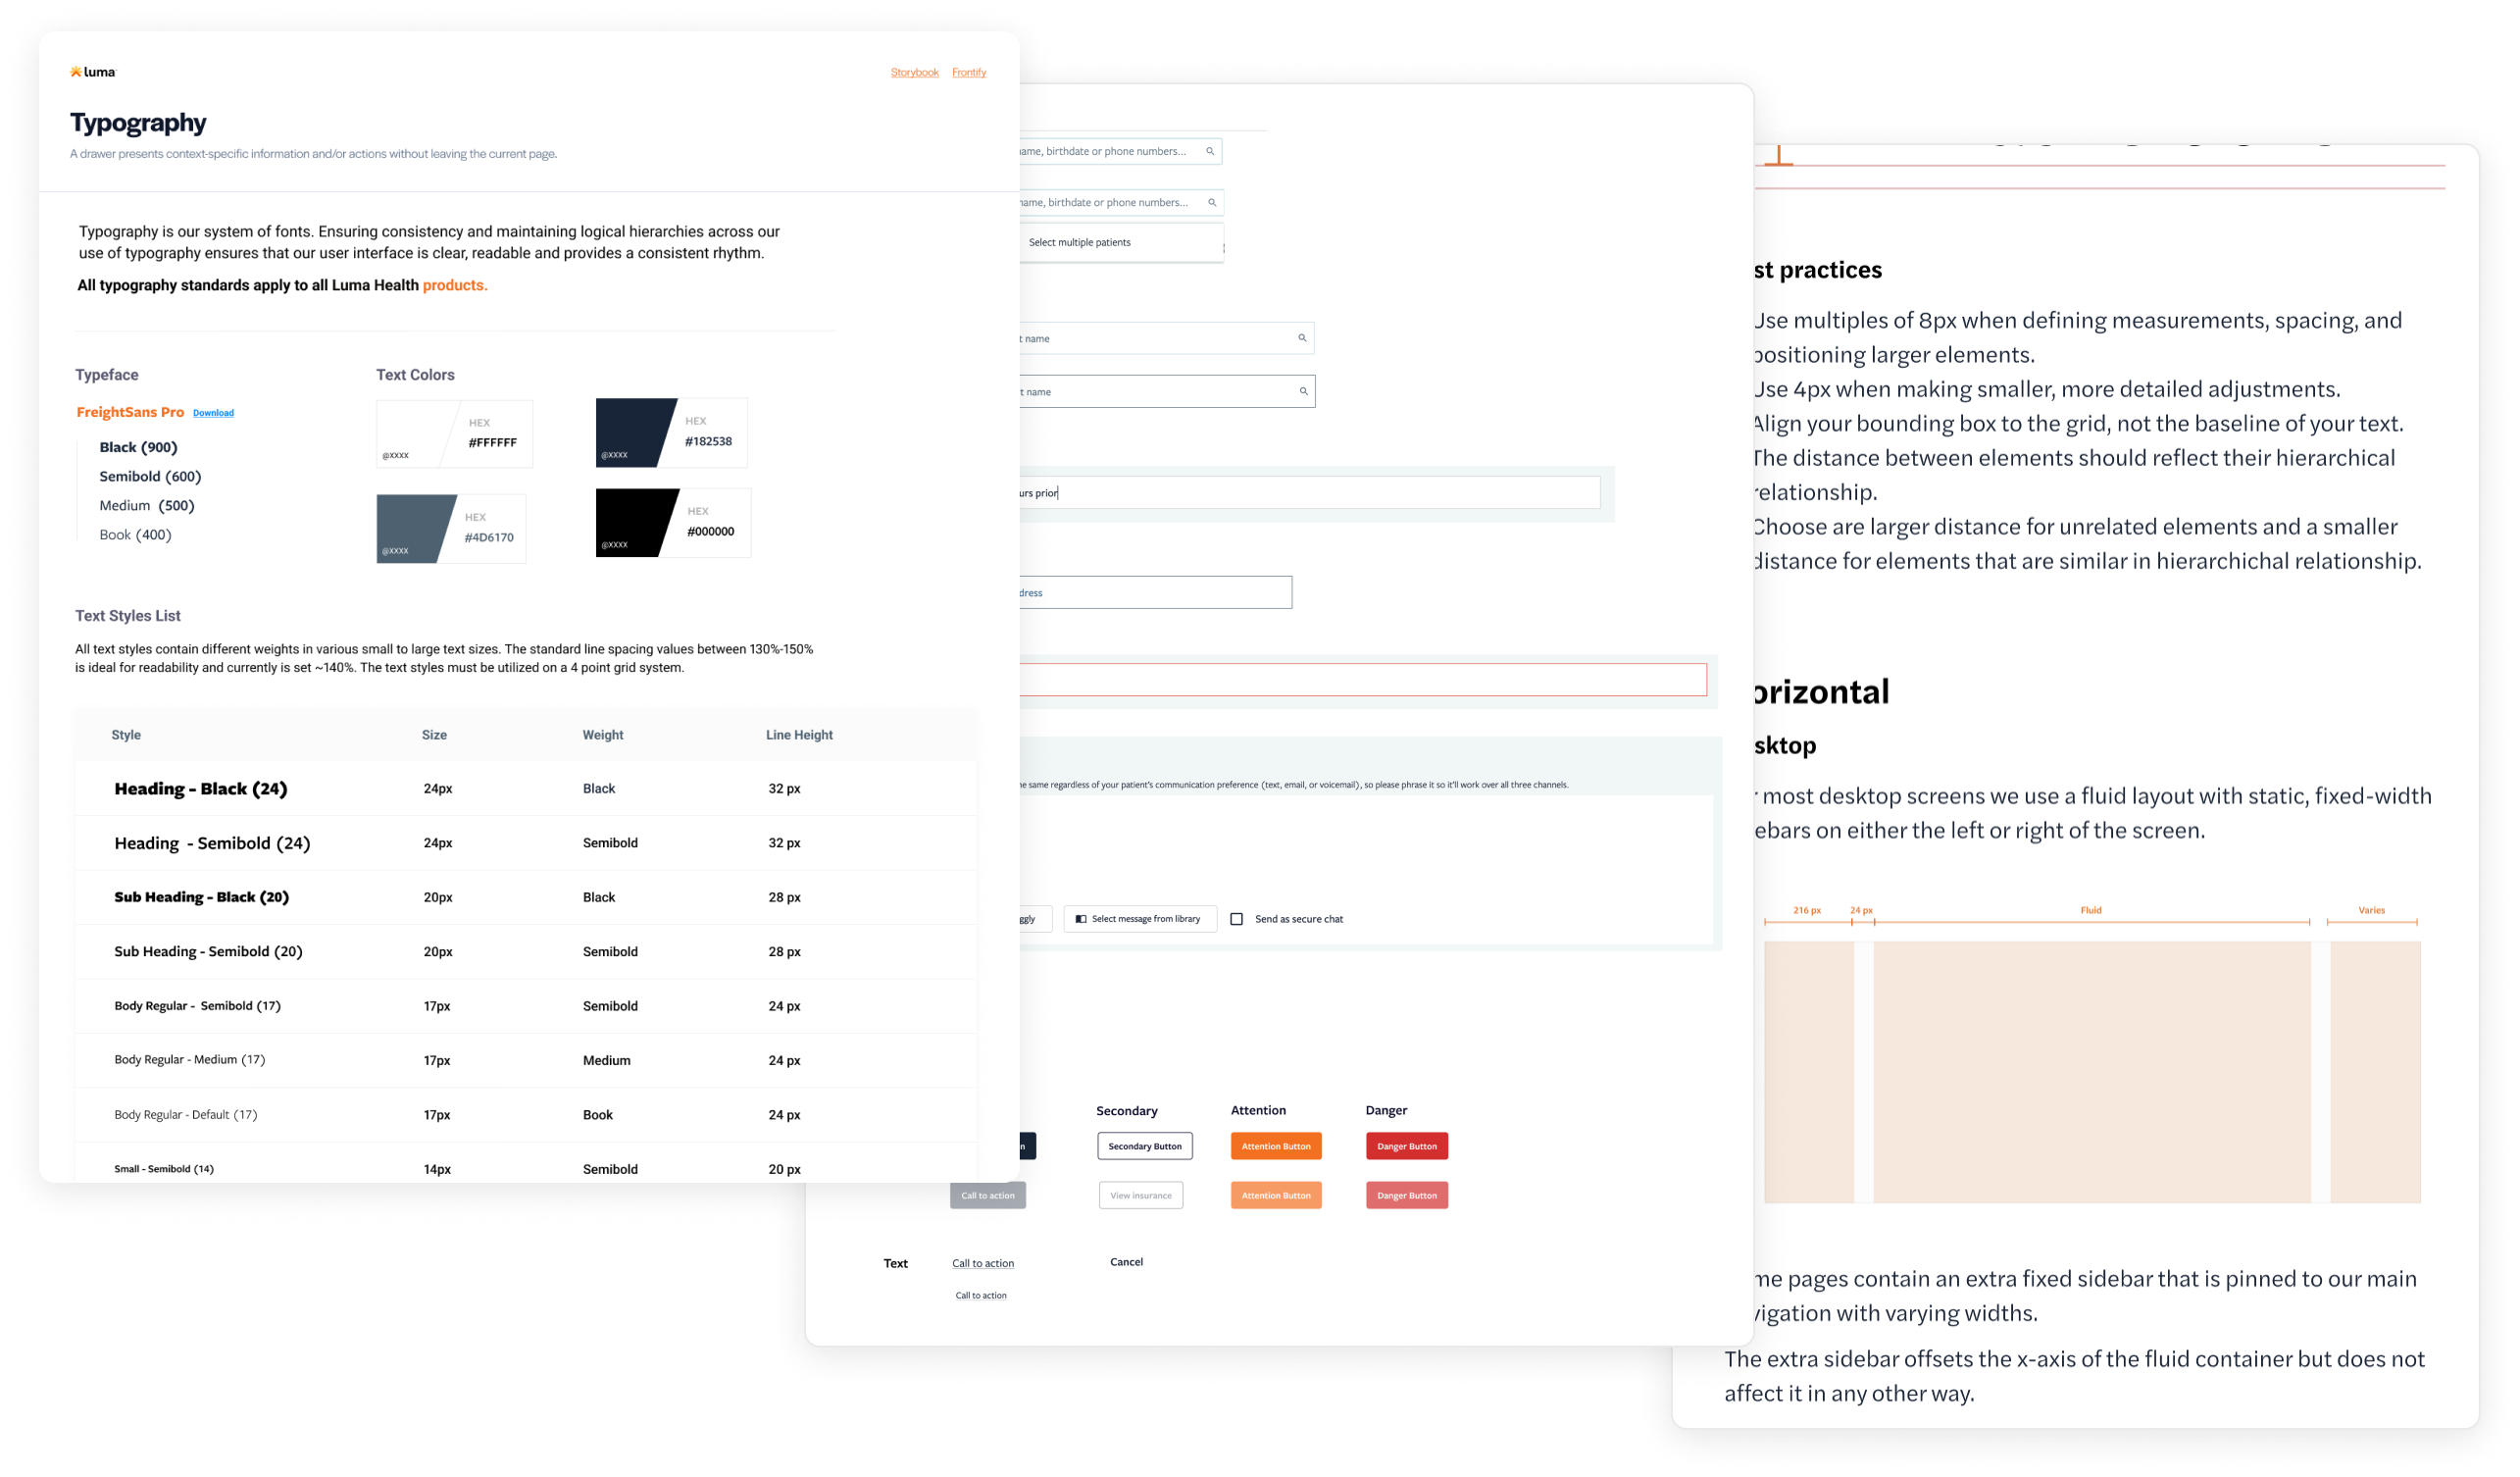 luma
Storybook Frontify
Typography
A drawer presents context-specific information and/or actions without leaving the current page.
Typography is our system of fonts. Ensuring consistency and maintaining logical hierarchies across our
use of typography ensures that our user interface is clear, readable and provides a consistent rhythm.
All typography standards apply to all Luma Health products.
Typeface
FreightSans Pro Download
Black (900)
Semibold (600)
Medium (500)
Book (400)
Text Colors
HEX
#FFFFFF
@XXXX
HEX
#182538
@XXXX
HEX
#4D6170
@XXXX
HEX
#000000
@XXXX
Text Styles List
All text styles contain different weights in various small to large text sizes. The standard line spacing values between 130%-150%
is ideal for readability and currently is set ~140%. The text styles must be utilized on a 4 point grid system.
Style Size Weight Line Height
Heading - Black (24) 24px Black 32 px
Heading - Semibold (24) 24px Semibold 32 px
Sub Heading - Black (20) 20px Black 28 px
Sub Heading - Semibold (20) 20px Semibold 28 px
Body Regular - Semibold (17) 17px Semibold 24 px
Body Regular - Medium (17) 17px Medium 24 px
Body Regular - Default (17) 17px Book 24 px
Small - Semibold (14) 14px Semibold 20 px
name, birthdate or phone numbers...
name, birthdate or phone numbers...
Select multiple patients
t name
t name
urs prior
dress
e same regardless of your patient's communication preference (text, email, or voicemail), so please phrase it so it'll work over all three channels.
ggly Select message from library Send as secure chat
Secondary Attention Danger
n Secondary Button Attention Button Danger Button
Call to action View insurance Attention Button Danger Button
Text Call to action Cancel
Call to action
st practices
Use multiples of 8px when defining measurements, spacing, and
positioning larger elements.
Use 4px when making smaller, more detailed adjustments.
Align your bounding box to the grid, not the baseline of your text.
The distance between elements should reflect their hierarchical
relationship.
Choose are larger distance for unrelated elements and a smaller
distance for elements that are similar in hierarchichal relationship.
orizontal
sktop
r most desktop screens we use a fluid layout with static, fixed-width
ebars on either the left or right of the screen.
216 px 24 px Fluid Varies
me pages contain an extra fixed sidebar that is pinned to our main
vigation with varying widths.
The extra sidebar offsets the x-axis of the fluid container but does not
affect it in any other way.